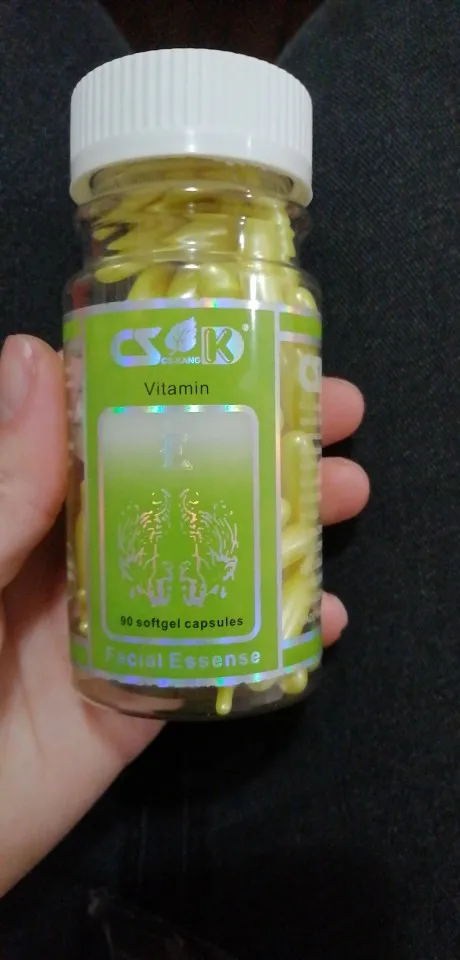 CS K®
CS-KANG
Vitamin
E
90 softgel capsules
Facial Essense